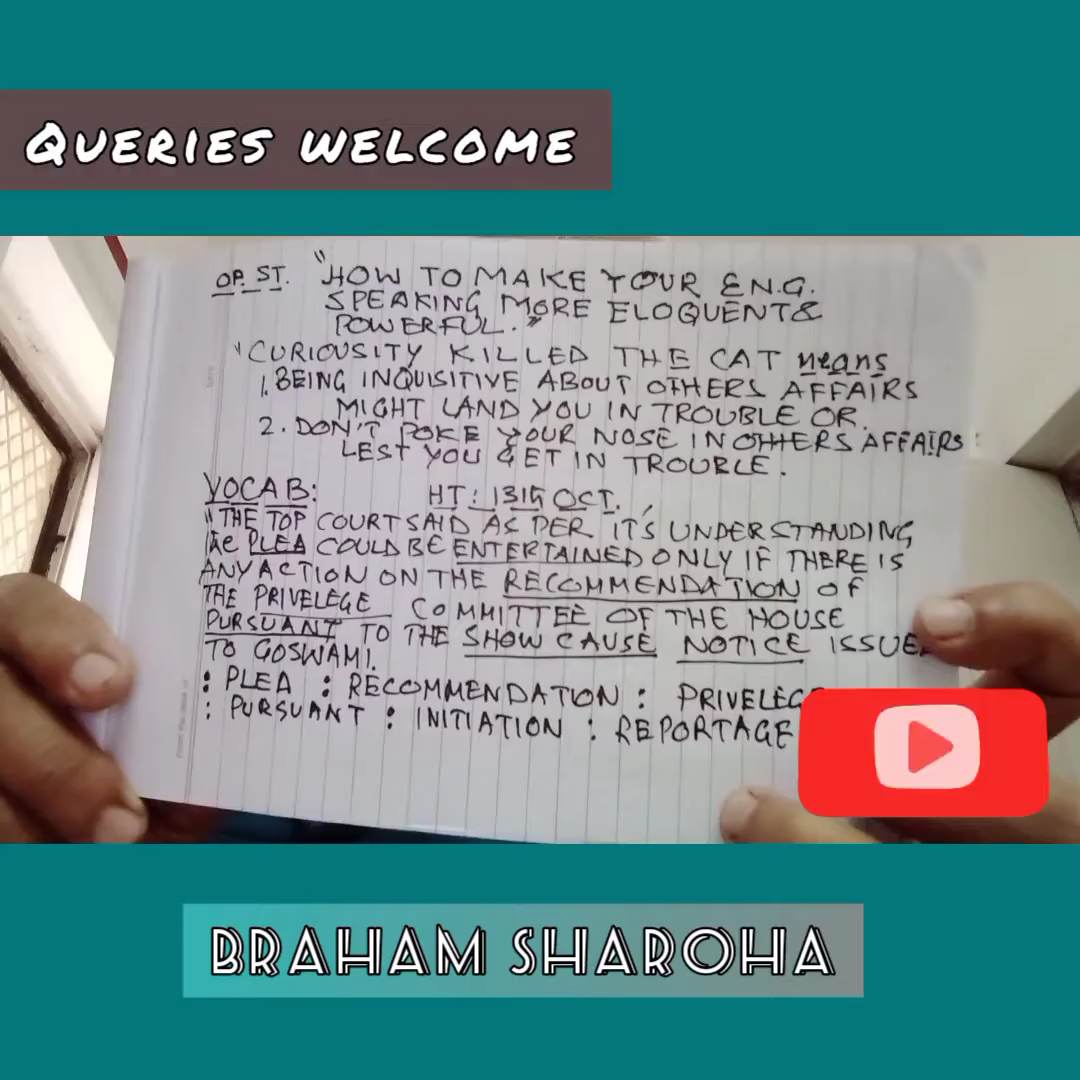 QUERIES WELCOME
OP. ST. "HOW TO MAKE YOUR ENG.
SPEAKING MORE ELOQUENT &
POWERFUL."
"CURIOUSITY KILLED THE CAT means
1. BEING INQUISITIVE ABOUT OTHERS AFFAIRS
MIGHT LAND YOU IN TROUBLE OR
2. DON'T POKE YOUR NOSE IN OTHERS AFFAIRS
LEST YOU GET IN TROUBLE.
VOCAB: HT: OCT.
"THE TOP COURT SAID AS PER IT'S UNDERSTANDING
The PLEA COULD BE ENTERTAINED ONLY IF THERE IS
ANY ACTION ON THE RECOMMENDATION OF
THE PRIVELEGE COMMITTEE OF THE HOUSE
PURSUANT TO THE SHOW CAUSE NOTICE ISSUED
TO GOSWAMI.
: PLEA : RECOMMENDATION : PRIVELEGE
: PURSUANT : INITIATION : REPORTAGE
BRAHAM SHAROHA